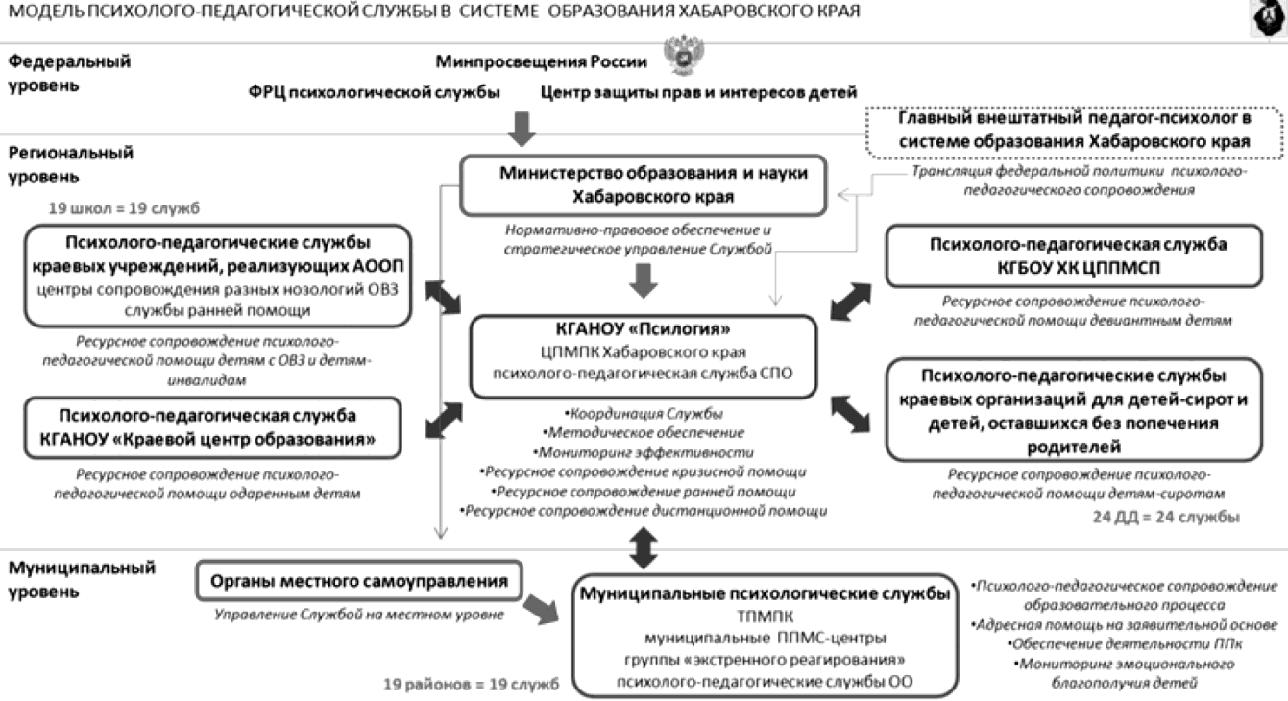 МОДЕЛЬ ПСИХОЛОГО-ПЕДАГОГИЧЕСКОЙ СЛУЖБЫ В СИСТЕМЕ ОБРАЗОВАНИЯ ХАБАРОВСКОГО КРАЯ
Федеральный
уровень
Минпросвещения России
ФРЦ психологической службы
Центр защиты прав и интересов детей
Региональный
уровень
Главный внештатный педагог-психолог в
системе образования Хабаровского края
Трансляция федеральной политики психолого-
педагогического сопровождения
Министерство образования и науки
Хабаровского края
Нормативно-правовое обеспечение и
стратегическое управление Службой
19 школ = 19 служб
Психолого-педагогические службы
краевых учреждений, реализующих АООП
центры сопровождения разных нозологий ОВЗ
службы ранней помощи
Ресурсное сопровождение психолого-
педагогической помощи детям с ОВЗ и детям-
инвалидам
Психолого-педагогическая служба
КГАНОУ «Краевой центр образования»
Ресурсное сопровождение психолого-
педагогической помощи одаренным детям
КГАНОУ «Псилогия»
ЦПМПК Хабаровского края
психолого-педагогическая служба СПО
•Координация Службы
•Методическое обеспечение
•Мониторинг эффективности
•Ресурсное сопровождение кризисной помощи
•Ресурсное сопровождение ранней помощи
•Ресурсное сопровождение дистанционной помощи
Психолого-педагогическая служба
КГБОУ ХК ЦППМСП
Ресурсное сопровождение психолого-
педагогической помощи девиантным детям
Психолого-педагогические службы
краевых организаций для детей-сирот и
детей, оставшихся без попечения
родителей
Ресурсное сопровождение психолого-
педагогической помощи детям-сиротам
24 ДД = 24 службы
Муниципальный
уровень
Органы местного самоуправления
Управление Службой на местном уровне
19 районов = 19 служб
Муниципальные психологические службы
ТПМПК
муниципальные ППМС-центры
группы «экстренного реагирования»
психолого-педагогические службы ОО
•Психолого-педагогическое сопровождение
образовательного процесса
•Адресная помощь на заявительной основе
•Обеспечение деятельности ППк
•Мониторинг эмоционального
благополучия детей